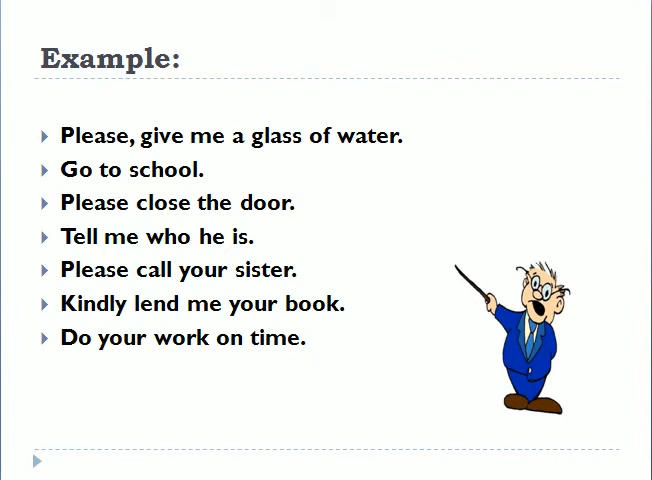 Example:
Please, give me a glass of water.
Go to school.
Please close the door.
Tell me who he is.
Please call your sister.
Kindly lend me your book.
Do your work on time.